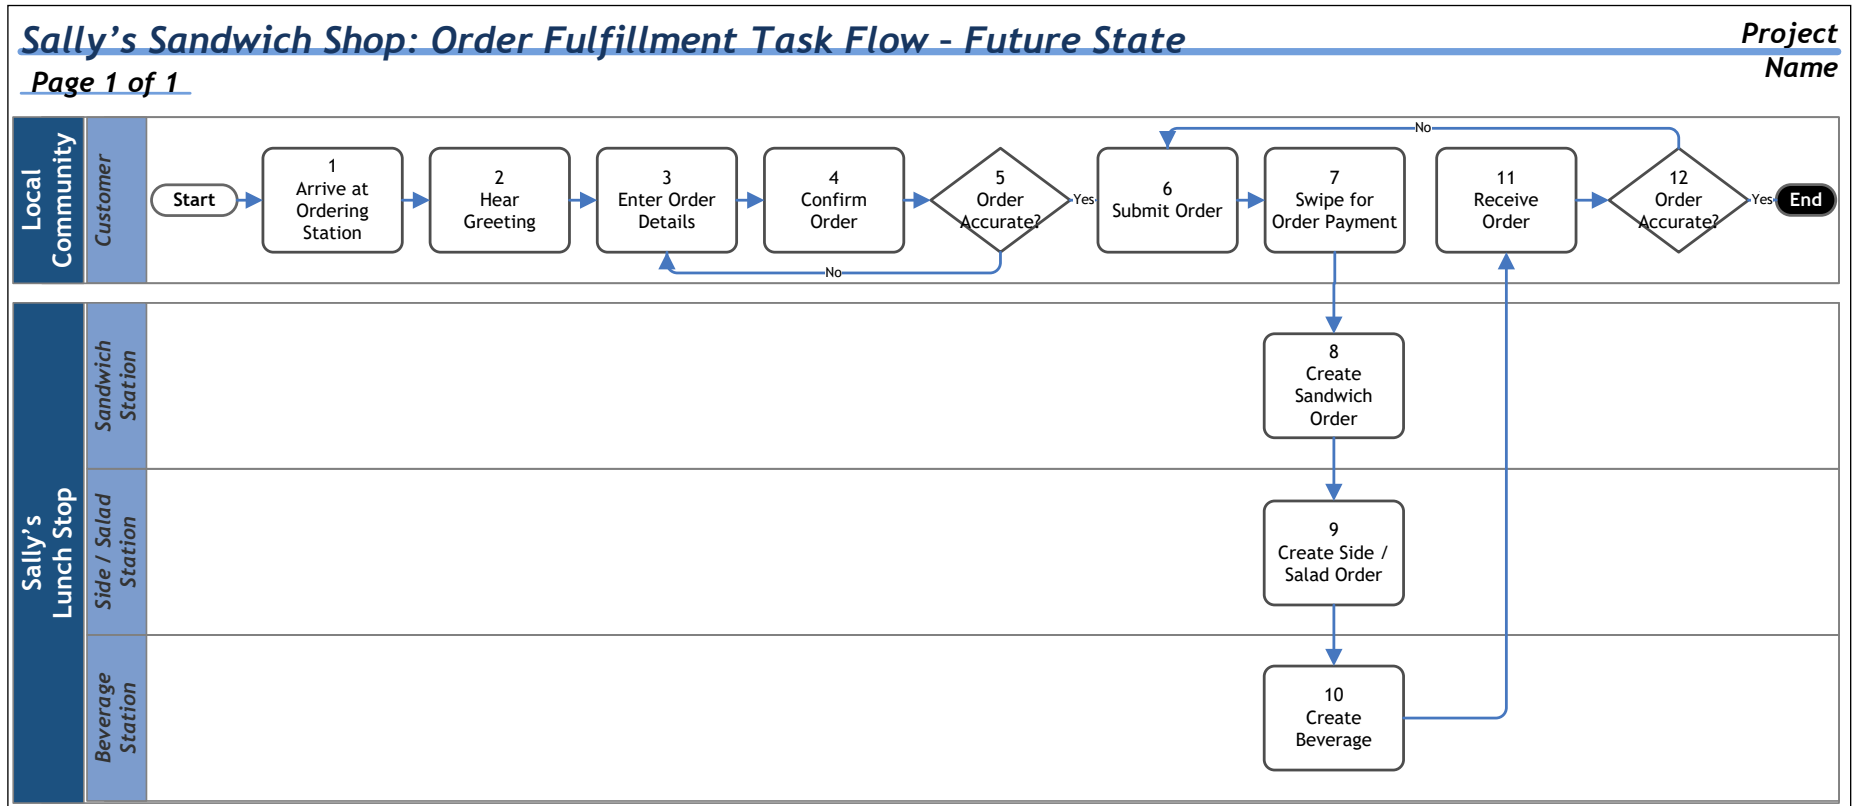 Sally's Sandwich Shop: Order Fulfillment Task Flow – Future State
Project
Name
Page 1 of 1
Local
Community
Customer
Start
1
Arrive at
Ordering
Station
2
Hear
Greeting
3
Enter Order
Details
4
Confirm
Order
5
Order
Accurate?
Yes
No
6
Submit Order
7
Swipe for
Order Payment
11
Receive
Order
12
Order
Accurate?
No
Yes
End
Sally's
Lunch Stop
Sandwich
Station
8
Create
Sandwich
Order
Side / Salad
Station
9
Create Side /
Salad Order
Beverage
Station
10
Create
Beverage